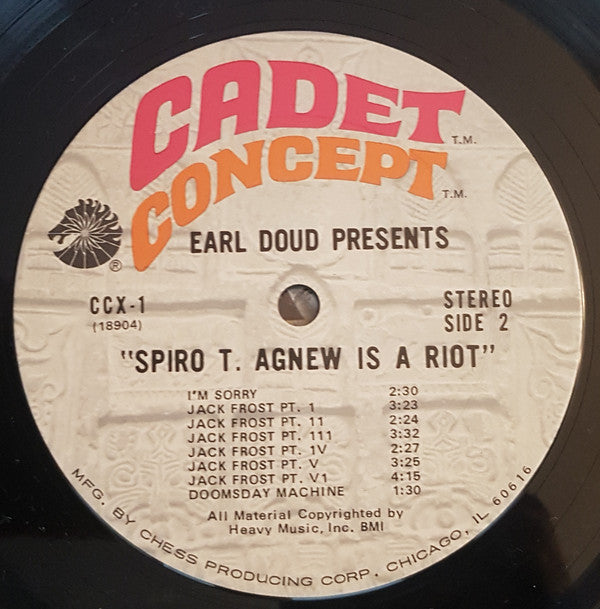 CADET
T.M.
CONCEPT
T.M.
EARL DOUD PRESENTS
®
CCX-1
(18904)
STEREO
SIDE 2
"SPIRO T. AGNEW IS A RIOT"
I'M SORRY 2:30
JACK FROST PT. 1 3:23
JACK FROST PT. 11 2:24
JACK FROST PT. 111 3:32
JACK FROST PT. 1V 2:27
JACK FROST PT. V 3:25
JACK FROST PT. V1 4:15
DOOMSDAY MACHINE 1:30
All Material Copyrighted by
Heavy Music, Inc. BMI
MFG. BY CHESS PRODUCING CORP. CHICAGO, IL 60616